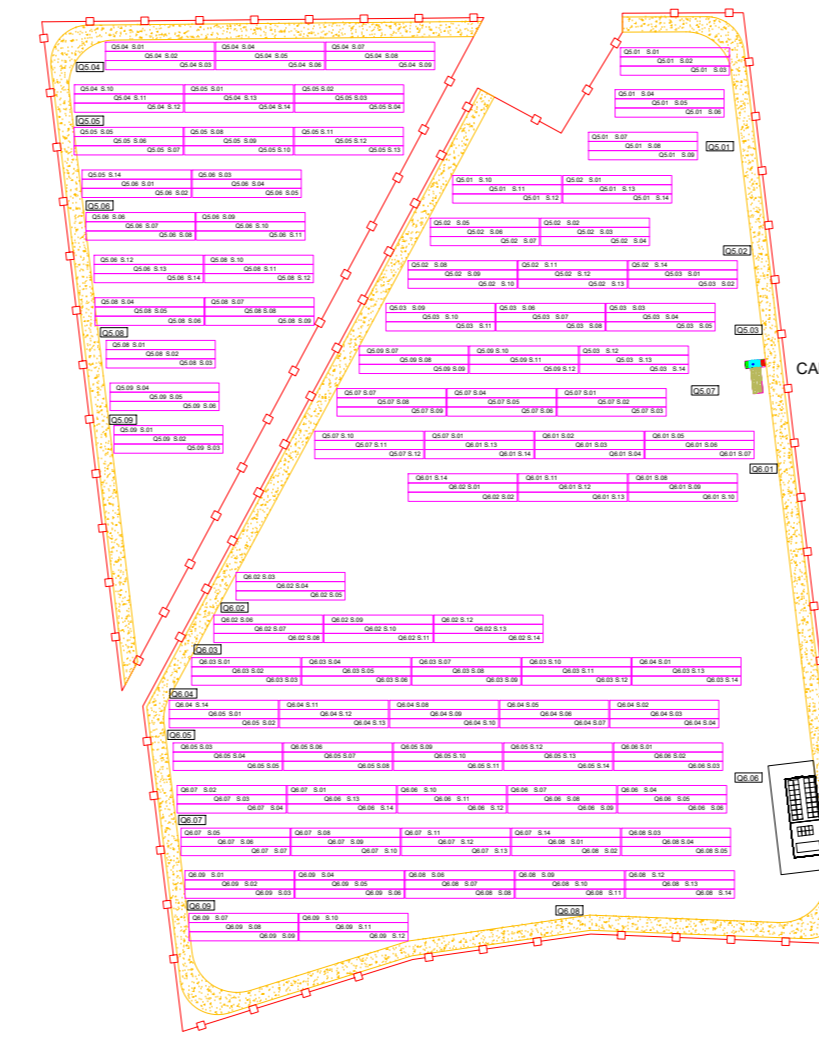 Q5.04 S.01 Q5.04 S.04 Q5.04 S.07
Q5.04 S.02 Q5.04 S.05 Q5.04 S.08
Q5.04 S.03 Q5.04 S.06 Q5.04 S.09
Q5.04
Q5.01 S.01
Q5.01 S.02
Q5.01 S.03
Q5.04 S.10 Q5.05 S.01 Q5.05 S.02
Q5.04 S.11 Q5.04 S.13 Q5.05 S.03
Q5.04 S.12 Q5.04 S.14 Q5.05 S.04
Q5.01 S.04
Q5.01 S.05
Q5.01 S.06
Q5.05
Q5.05 S.05 Q5.05 S.08 Q5.05 S.11
Q5.05 S.06 Q5.05 S.09 Q5.05 S.12
Q5.05 S.07 Q5.05 S.10 Q5.05 S.13
Q5.01 S.07
Q5.01 S.08
Q5.01 S.09
Q5.01
Q5.05 S.14 Q5.06 S.03
Q5.06 S.01 Q5.06 S.04
Q5.06 S.02 Q5.06 S.05
Q5.01 S.10 Q5.02 S.01
Q5.01 S.11 Q5.01 S.13
Q5.01 S.12 Q5.01 S.14
Q5.06
Q5.06 S.06 Q5.06 S.09
Q5.06 S.07 Q5.06 S.10
Q5.06 S.08 Q5.06 S.11
Q5.02 S.05 Q5.02 S.02
Q5.02 S.06 Q5.02 S.03
Q5.02 S.07 Q5.02 S.04
Q5.02
Q5.06 S.12 Q5.08 S.10
Q5.06 S.13 Q5.08 S.11
Q5.06 S.14 Q5.08 S.12
Q5.02 S.08 Q5.02 S.11 Q5.02 S.14
Q5.02 S.09 Q5.02 S.12 Q5.03 S.01
Q5.02 S.10 Q5.02 S.13 Q5.03 S.02
Q5.08 S.04 Q5.08 S.07
Q5.08 S.05 Q5.08 S.08
Q5.08 S.06 Q5.08 S.09
Q5.03 S.09 Q5.03 S.06 Q5.03 S.03
Q5.03 S.10 Q5.03 S.07 Q5.03 S.04
Q5.03 S.11 Q5.03 S.08 Q5.03 S.05
Q5.03
Q5.08
Q5.08 S.01
Q5.08 S.02
Q5.08 S.03
Q5.09 S.07 Q5.09 S.10 Q5.03 S.12
Q5.09 S.08 Q5.09 S.11 Q5.03 S.13
Q5.09 S.09 Q5.09 S.12 Q5.03 S.14
CA
Q5.09 S.04
Q5.09 S.05
Q5.09 S.06
Q5.07 S.07 Q5.07 S.04 Q5.07 S.01
Q5.07 S.08 Q5.07 S.05 Q5.07 S.02
Q5.07 S.09 Q5.07 S.06 Q5.07 S.03
Q5.07
Q5.09
Q5.09 S.01
Q5.09 S.02
Q5.09 S.03
Q5.07 S.10 Q5.07 S.01 Q6.01 S.02 Q6.01 S.05
Q5.07 S.11 Q6.01 S.13 Q6.01 S.03 Q6.01 S.06
Q5.07 S.12 Q6.01 S.14 Q6.01 S.04 Q6.01 S.07
Q6.01
Q6.01 S.14 Q6.01 S.11 Q6.01 S.08
Q6.02 S.01 Q6.01 S.12 Q6.01 S.09
Q6.02 S.02 Q6.01 S.13 Q6.01 S.10
Q6.02 S.03
Q6.02 S.04
Q6.02 S.05
Q6.02
Q6.02 S.06 Q6.02 S.09 Q6.02 S.12
Q6.02 S.07 Q6.02 S.10 Q6.02 S.13
Q6.02 S.08 Q6.02 S.11 Q6.02 S.14
Q6.03
Q6.03 S.01 Q6.03 S.04 Q6.03 S.07 Q6.03 S.10 Q6.04 S.01
Q6.03 S.02 Q6.03 S.05 Q6.03 S.08 Q6.03 S.11 Q6.03 S.13
Q6.03 S.03 Q6.03 S.06 Q6.03 S.09 Q6.03 S.12 Q6.03 S.14
Q6.04
Q6.04 S.14 Q6.04 S.11 Q6.04 S.08 Q6.04 S.05 Q6.04 S.02
Q6.05 S.01 Q6.04 S.12 Q6.04 S.09 Q6.04 S.06 Q6.04 S.03
Q6.05 S.02 Q6.04 S.13 Q6.04 S.10 Q6.04 S.07 Q6.04 S.04
Q6.05
Q6.05 S.03 Q6.05 S.06 Q6.05 S.09 Q6.05 S.12 Q6.06 S.01
Q6.05 S.04 Q6.05 S.07 Q6.05 S.10 Q6.05 S.13 Q6.06 S.02
Q6.05 S.05 Q6.05 S.08 Q6.05 S.11 Q6.05 S.14 Q6.06 S.03
Q6.06
Q6.07 S.02 Q6.07 S.01 Q6.06 S.10 Q6.06 S.07 Q6.06 S.04
Q6.07 S.03 Q6.06 S.13 Q6.06 S.11 Q6.06 S.08 Q6.06 S.05
Q6.07 S.04 Q6.06 S.14 Q6.06 S.12 Q6.06 S.09 Q6.06 S.06
Q6.07
Q6.07 S.05 Q6.07 S.08 Q6.07 S.11 Q6.07 S.14 Q6.08 S.03
Q6.07 S.06 Q6.07 S.09 Q6.07 S.12 Q6.08 S.01 Q6.08 S.04
Q6.07 S.07 Q6.07 S.10 Q6.07 S.13 Q6.08 S.02 Q6.08 S.05
Q6.09 S.01 Q6.09 S.04 Q6.08 S.06 Q6.08 S.09 Q6.08 S.12
Q6.09 S.02 Q6.09 S.05 Q6.08 S.07 Q6.08 S.10 Q6.08 S.13
Q6.09 S.03 Q6.09 S.06 Q6.08 S.08 Q6.08 S.11 Q6.08 S.14
Q6.09
Q6.08
Q6.09 S.07 Q6.09 S.10
Q6.09 S.08 Q6.09 S.11
Q6.09 S.09 Q6.09 S.12